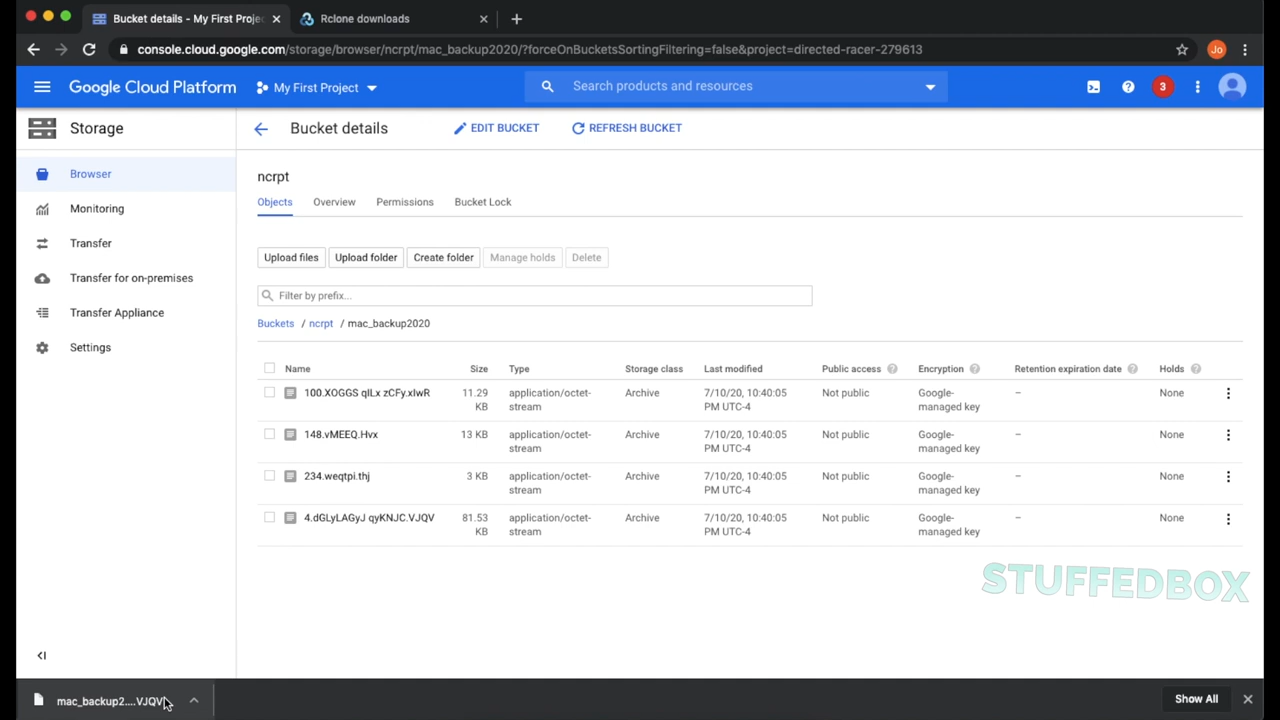 Bucket details - My First Proje
Rclone downloads
console.cloud.google.com/storage/browser/ncrpt/mac_backup2020/?forceOnBucketsSortingFiltering=false&project=directed-racer-279613
Jo
Google Cloud Platform
My First Project
Search products and resources
3
Storage
Bucket details
EDIT BUCKET
REFRESH BUCKET
Browser
Monitoring
Transfer
Transfer for on-premises
Transfer Appliance
Settings
ncrpt
Objects Overview Permissions Bucket Lock
Upload files Upload folder Create folder Manage holds Delete
Filter by prefix...
Buckets / ncrpt / mac_backup2020
Name Size Type Storage class Last modified Public access Encryption Retention expiration date Holds
100.XOGGS qILx zCFy.xIwR 11.29 application/octet- Archive 7/10/20, 10:40:05 Not public Google- – None
KB stream PM UTC-4 managed key
148.vMEEQ.Hvx 13 KB application/octet- Archive 7/10/20, 10:40:05 Not public Google- – None
stream PM UTC-4 managed key
234.weqtpi.thj 3 KB application/octet- Archive 7/10/20, 10:40:05 Not public Google- – None
stream PM UTC-4 managed key
4.dGLyLAGyJ qyKNJC.VJQV 81.53 application/octet- Archive 7/10/20, 10:40:05 Not public Google- – None
KB stream PM UTC-4 managed key
STUFFEDBOX
mac_backup2....VJQV
Show All